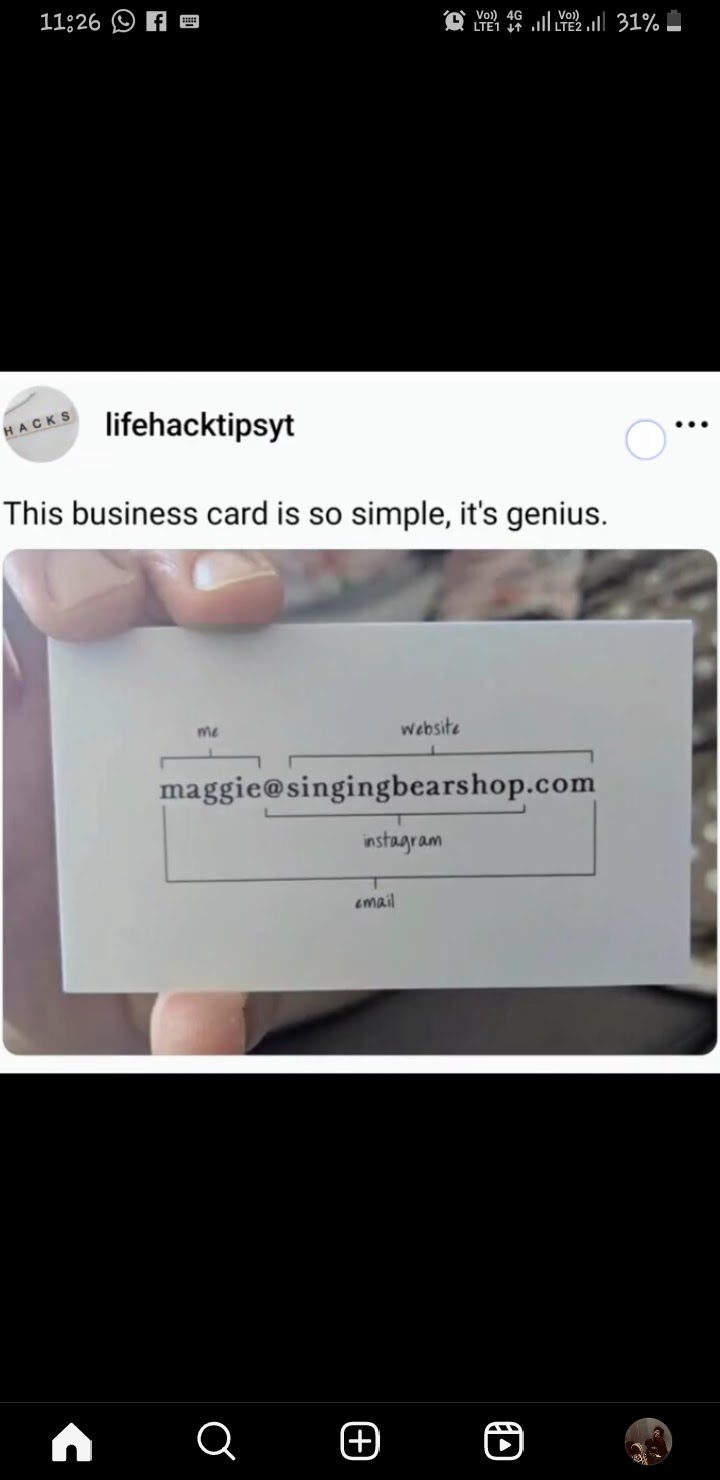 11:26 Vo)) LTE1 4G Vo)) LTE2 31%
HACKS
lifehacktipsyt
This business card is so simple, it's genius.
me website
maggie@singingbearshop.com
instagram
email